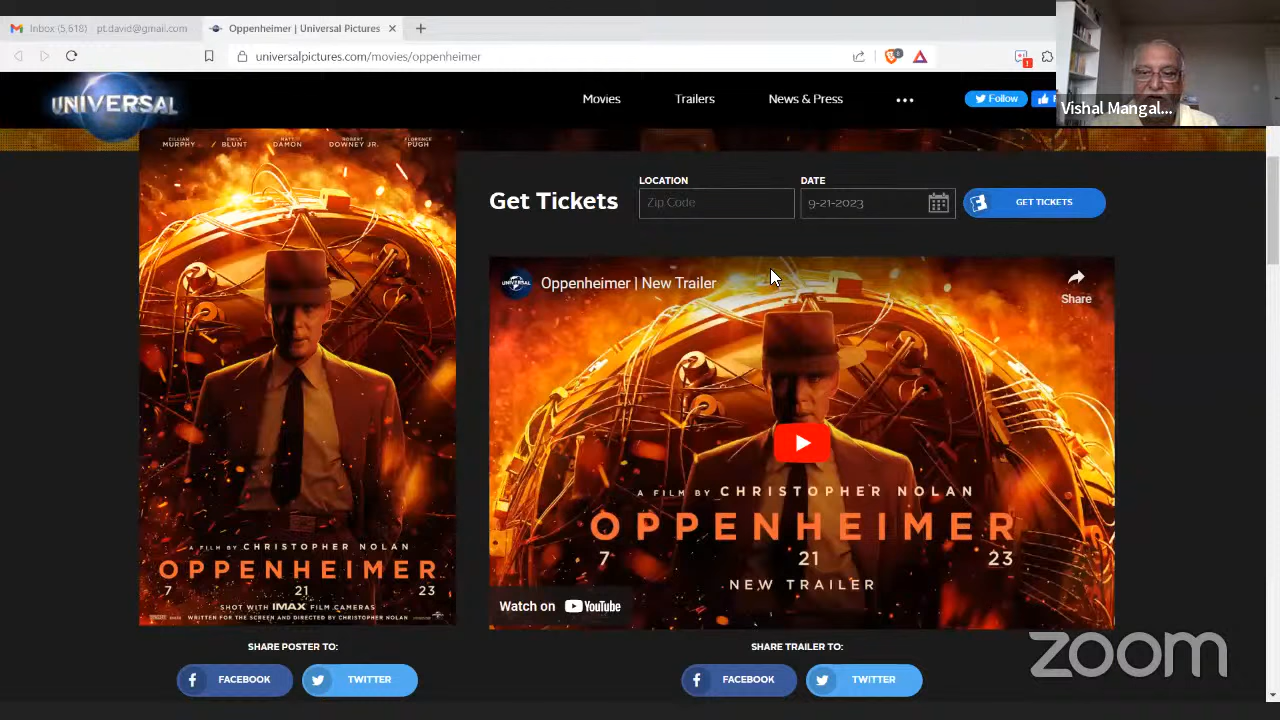 Inbox (5,618) pt.david@gmail.com
Oppenheimer | Universal Pictures
universalpictures.com/movies/oppenheimer
UNIVERSAL
Movies
Trailers
News & Press
Follow
Vishal Mangal...
CILLIAN MURPHY
EMILY BLUNT
MATT DAMON
ROBERT DOWNEY JR.
FLORENCE PUGH
Get Tickets
LOCATION
Zip Code
DATE
9-21-2023
GET TICKETS
A FILM BY CHRISTOPHER NOLAN
OPPENHEIMER
7 21 23
SHOT WITH IMAX FILM CAMERAS
WRITTEN FOR THE SCREEN AND DIRECTED BY CHRISTOPHER NOLAN
Oppenheimer | New Trailer
Share
A FILM BY CHRISTOPHER NOLAN
OPPENHEIMER
7 21 23
NEW TRAILER
Watch on YouTube
SHARE POSTER TO:
FACEBOOK
TWITTER
SHARE TRAILER TO:
FACEBOOK
TWITTER
zoom